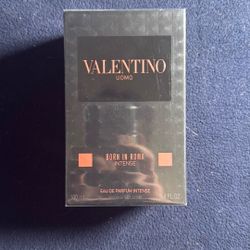 VALENTINO
UOMO
BORN IN ROMA
INTENSE
EAU DE PARFUM INTENSE